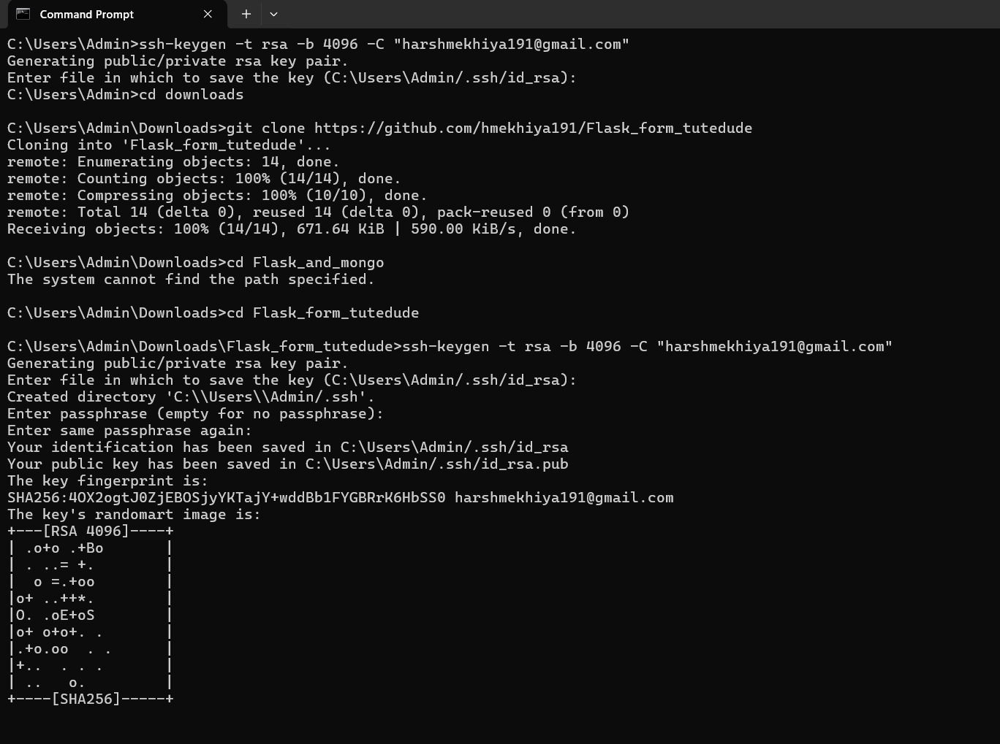 Command Prompt
C:\Users\Admin>ssh-keygen -t rsa -b 4096 -C "harshmekhiya191@gmail.com"
Generating public/private rsa key pair.
Enter file in which to save the key (C:\Users\Admin/.ssh/id_rsa):
C:\Users\Admin>cd downloads
C:\Users\Admin\Downloads>git clone https://github.com/hmekhiya191/Flask_form_tutedude
Cloning into 'Flask_form_tutedude'...
remote: Enumerating objects: 14, done.
remote: Counting objects: 100% (14/14), done.
remote: Compressing objects: 100% (10/10), done.
remote: Total 14 (delta 0), reused 14 (delta 0), pack-reused 0 (from 0)
Receiving objects: 100% (14/14), 671.64 KiB | 590.00 KiB/s, done.
C:\Users\Admin\Downloads>cd Flask_and_mongo
The system cannot find the path specified.
C:\Users\Admin\Downloads>cd Flask_form_tutedude
C:\Users\Admin\Downloads\Flask_form_tutedude>ssh-keygen -t rsa -b 4096 -C "harshmekhiya191@gmail.com"
Generating public/private rsa key pair.
Enter file in which to save the key (C:\Users\Admin/.ssh/id_rsa):
Created directory 'C:\\Users\\Admin/.ssh'.
Enter passphrase (empty for no passphrase):
Enter same passphrase again:
Your identification has been saved in C:\Users\Admin/.ssh/id_rsa
Your public key has been saved in C:\Users\Admin/.ssh/id_rsa.pub
The key fingerprint is:
SHA256:4OX2ogtJ0ZjEBOSjyYKTajY+wddBb1FYGBRrK6HbSS0 harshmekhiya191@gmail.com
The key's randomart image is:
+---[RSA 4096]----+
| .o+o .+Bo       |
| . ..= +.        |
|  o =.+oo        |
|o+ ..++*.        |
|O. .oE+oS        |
|o+ o+o+. .       |
|.+o.oo  . .      |
|+..  . . .       |
| ..   o.         |
+----[SHA256]-----+